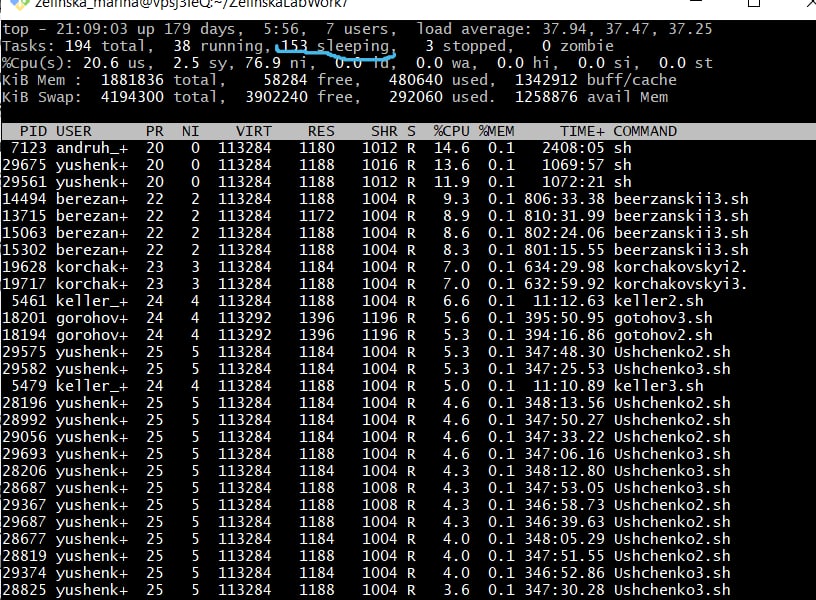 zelinska_marina@vpsj3IeQ:~/ZelinskaLabWork7
top - 21:09:03 up 179 days,  5:56,  7 users,  load average: 37.94, 37.47, 37.25
Tasks: 194 total,  38 running, 153 sleeping,   3 stopped,   0 zombie
%Cpu(s): 20.6 us,  2.5 sy, 76.9 ni,  0.0 id,  0.0 wa,  0.0 hi,  0.0 si,  0.0 st
KiB Mem :  1881836 total,    58284 free,   480640 used,  1342912 buff/cache
KiB Swap:  4194300 total,  3902240 free,   292060 used.  1258876 avail Mem
PID USER PR NI VIRT RES SHR S %CPU %MEM TIME+ COMMAND
7123 andruh_+ 20 0 113284 1180 1012 R 14.6 0.1 2408:05 sh
29675 yushenk+ 20 0 113284 1188 1016 R 13.6 0.1 1069:57 sh
29561 yushenk+ 20 0 113284 1188 1012 R 11.9 0.1 1072:21 sh
14494 berezan+ 22 2 113284 1188 1004 R 9.3 0.1 806:33.38 beerzanskii3.sh
13715 berezan+ 22 2 113284 1172 1004 R 8.9 0.1 810:31.99 beerzanskii3.sh
15063 berezan+ 22 2 113284 1188 1004 R 8.6 0.1 802:24.06 beerzanskii3.sh
15302 berezan+ 22 2 113284 1188 1004 R 8.3 0.1 801:15.55 beerzanskii3.sh
19628 korchak+ 23 3 113284 1184 1004 R 7.0 0.1 634:29.98 korchakovskyi2.
19717 korchak+ 23 3 113284 1188 1004 R 7.0 0.1 632:59.92 korchakovskyi3.
5461 keller_+ 24 4 113284 1188 1004 R 6.6 0.1 11:12.63 keller2.sh
18201 gorohov+ 24 4 113292 1396 1196 R 5.6 0.1 395:50.95 gotohov3.sh
18194 gorohov+ 24 4 113292 1396 1196 R 5.3 0.1 394:16.86 gotohov2.sh
29575 yushenk+ 25 5 113284 1184 1004 R 5.3 0.1 347:48.30 Ushchenko2.sh
29582 yushenk+ 25 5 113284 1184 1004 R 5.3 0.1 347:25.53 Ushchenko3.sh
5479 keller_+ 24 4 113284 1188 1004 R 5.0 0.1 11:10.89 keller3.sh
28196 yushenk+ 25 5 113284 1184 1004 R 4.6 0.1 348:13.56 Ushchenko2.sh
28992 yushenk+ 25 5 113284 1184 1004 R 4.6 0.1 347:50.27 Ushchenko2.sh
29056 yushenk+ 25 5 113284 1184 1004 R 4.6 0.1 347:33.22 Ushchenko2.sh
29693 yushenk+ 25 5 113284 1184 1004 R 4.6 0.1 347:06.16 Ushchenko3.sh
28206 yushenk+ 25 5 113284 1184 1004 R 4.3 0.1 348:12.80 Ushchenko3.sh
28687 yushenk+ 25 5 113284 1188 1008 R 4.3 0.1 347:53.05 Ushchenko3.sh
29367 yushenk+ 25 5 113284 1188 1008 R 4.3 0.1 346:58.73 Ushchenko2.sh
29687 yushenk+ 25 5 113284 1188 1004 R 4.3 0.1 346:39.63 Ushchenko2.sh
28677 yushenk+ 25 5 113284 1184 1004 R 4.0 0.1 348:05.29 Ushchenko2.sh
28819 yushenk+ 25 5 113284 1188 1004 R 4.0 0.1 347:51.55 Ushchenko2.sh
29374 yushenk+ 25 5 113284 1184 1004 R 4.0 0.1 346:52.86 Ushchenko3.sh
28825 yushenk+ 25 5 113284 1188 1004 R 3.6 0.1 347:30.28 Ushchenko3.sh